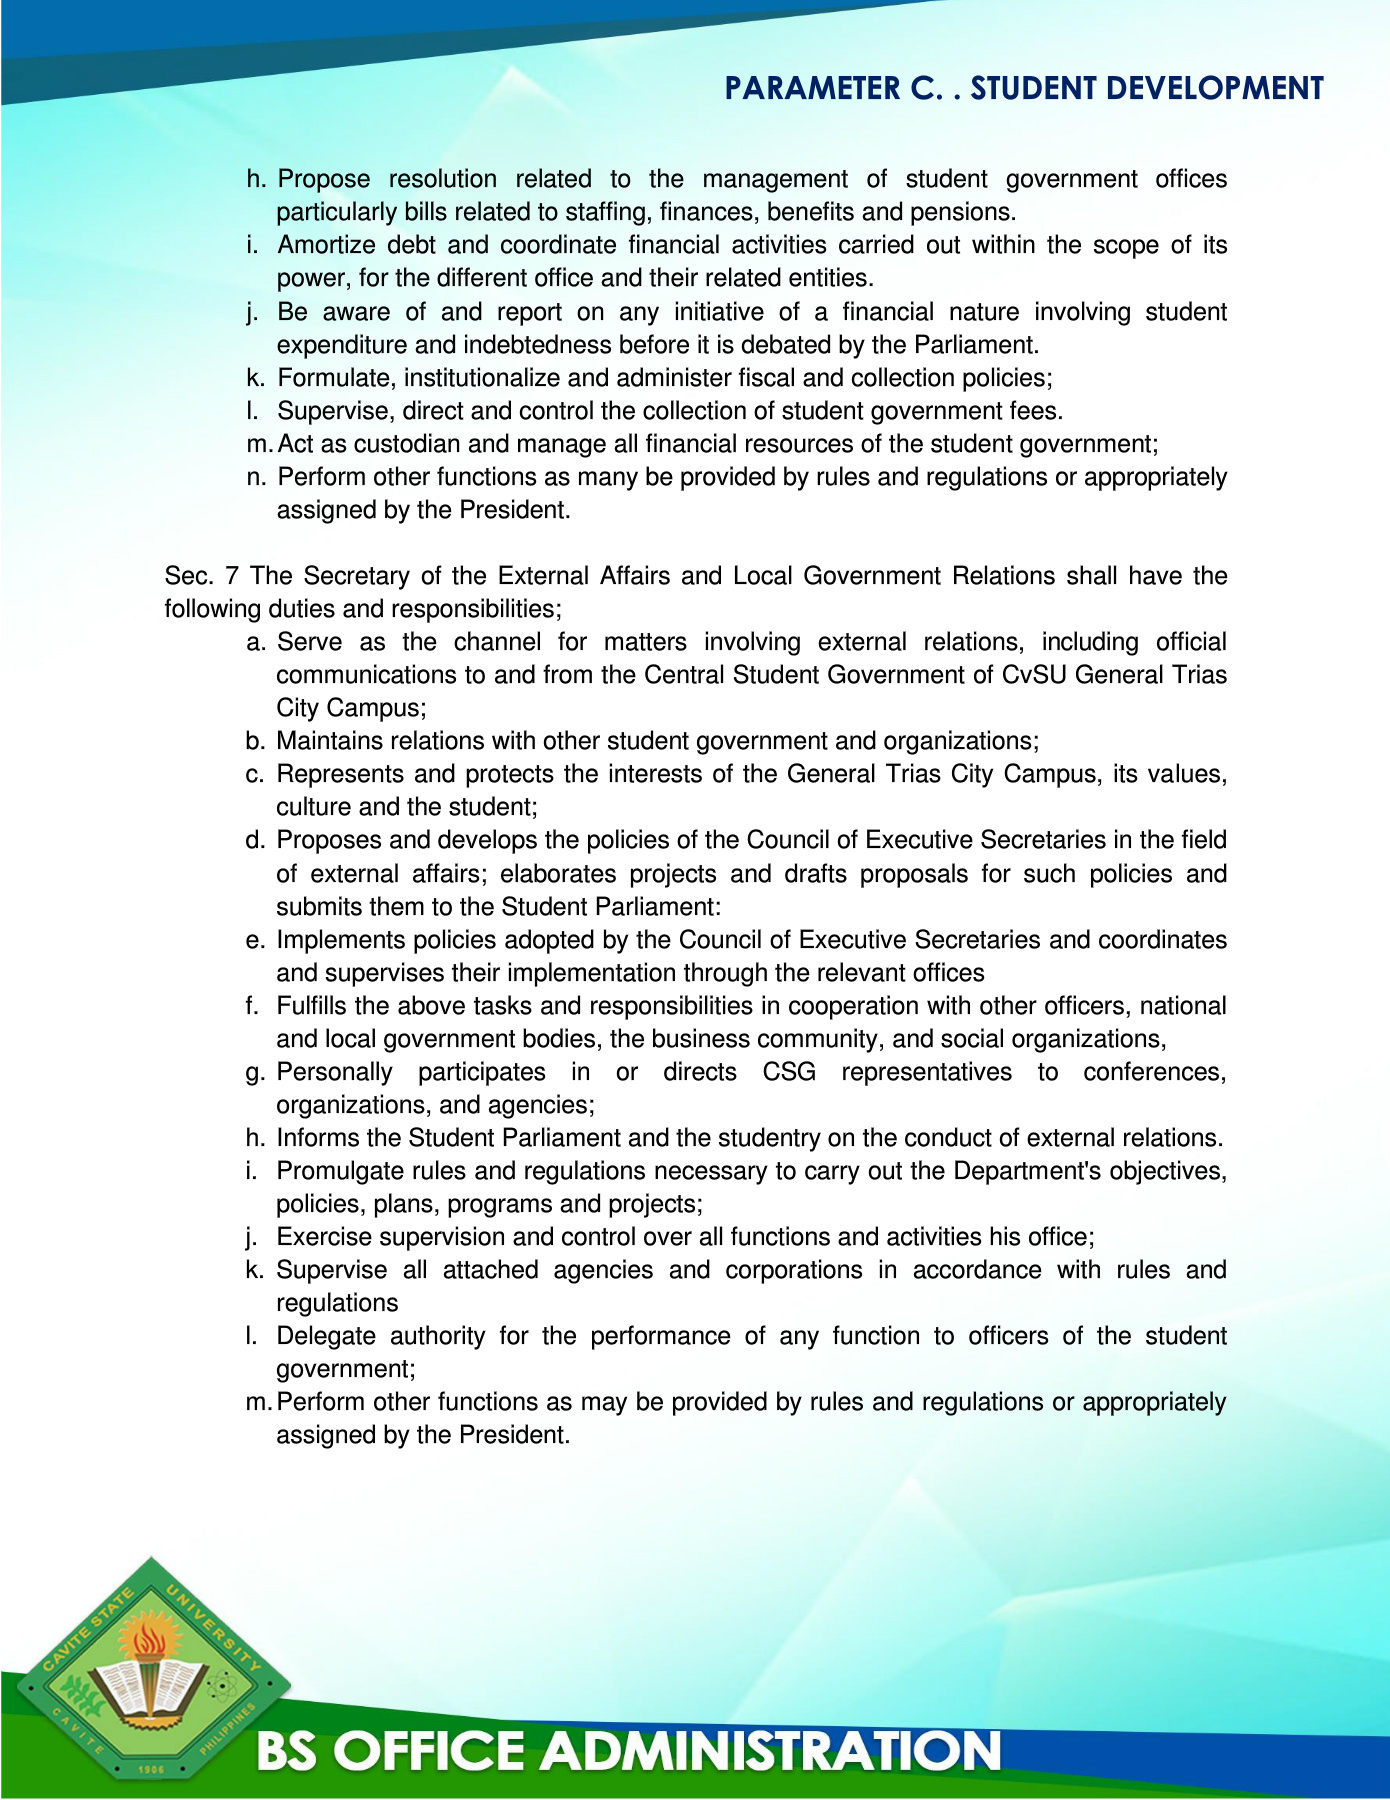 PARAMETER C. . STUDENT DEVELOPMENT
h. Propose resolution related to the management of student government offices
particularly bills related to staffing, finances, benefits and pensions.
i. Amortize debt and coordinate financial activities carried out within the scope of its
power, for the different office and their related entities.
j. Be aware of and report on any initiative of a financial nature involving student
expenditure and indebtedness before it is debated by the Parliament.
k. Formulate, institutionalize and administer fiscal and collection policies;
l. Supervise, direct and control the collection of student government fees.
m. Act as custodian and manage all financial resources of the student government;
n. Perform other functions as many be provided by rules and regulations or appropriately
assigned by the President.
Sec. 7 The Secretary of the External Affairs and Local Government Relations shall have the
following duties and responsibilities;
a. Serve as the channel for matters involving external relations, including official
communications to and from the Central Student Government of CvSU General Trias
City Campus;
b. Maintains relations with other student government and organizations;
c. Represents and protects the interests of the General Trias City Campus, its values,
culture and the student;
d. Proposes and develops the policies of the Council of Executive Secretaries in the field
of external affairs; elaborates projects and drafts proposals for such policies and
submits them to the Student Parliament:
e. Implements policies adopted by the Council of Executive Secretaries and coordinates
and supervises their implementation through the relevant offices
f. Fulfills the above tasks and responsibilities in cooperation with other officers, national
and local government bodies, the business community, and social organizations,
g. Personally participates in or directs CSG representatives to conferences,
organizations, and agencies;
h. Informs the Student Parliament and the studentry on the conduct of external relations.
i. Promulgate rules and regulations necessary to carry out the Department's objectives,
policies, plans, programs and projects;
j. Exercise supervision and control over all functions and activities his office;
k. Supervise all attached agencies and corporations in accordance with rules and
regulations
l. Delegate authority for the performance of any function to officers of the student
government;
m. Perform other functions as may be provided by rules and regulations or appropriately
assigned by the President.
CAVITE STATE UNIVERSITY
CAVITE PHILIPPINES
1906
BS OFFICE ADMINISTRATION